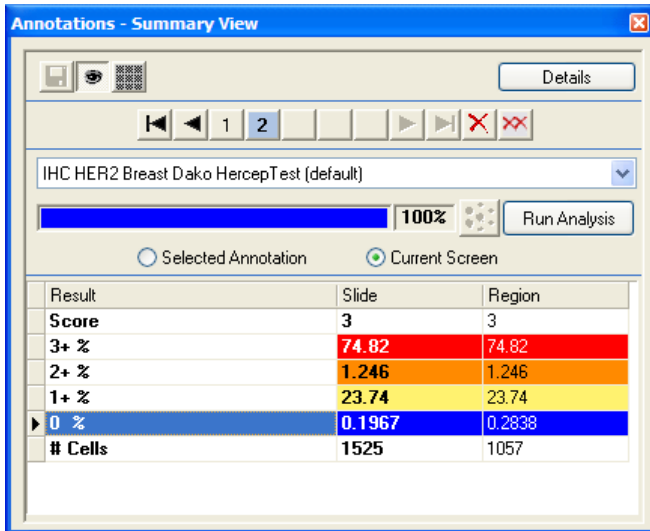 Annotations - Summary View
Details
1 2
IHC HER2 Breast Dako HercepTest (default)
100% Run Analysis
Selected Annotation Current Screen
Result Slide Region
Score 3 3
3+ % 74.82 74.82
2+ % 1.246 1.246
1+ % 23.74 23.74
0 % 0.1967 0.2838
# Cells 1525 1057